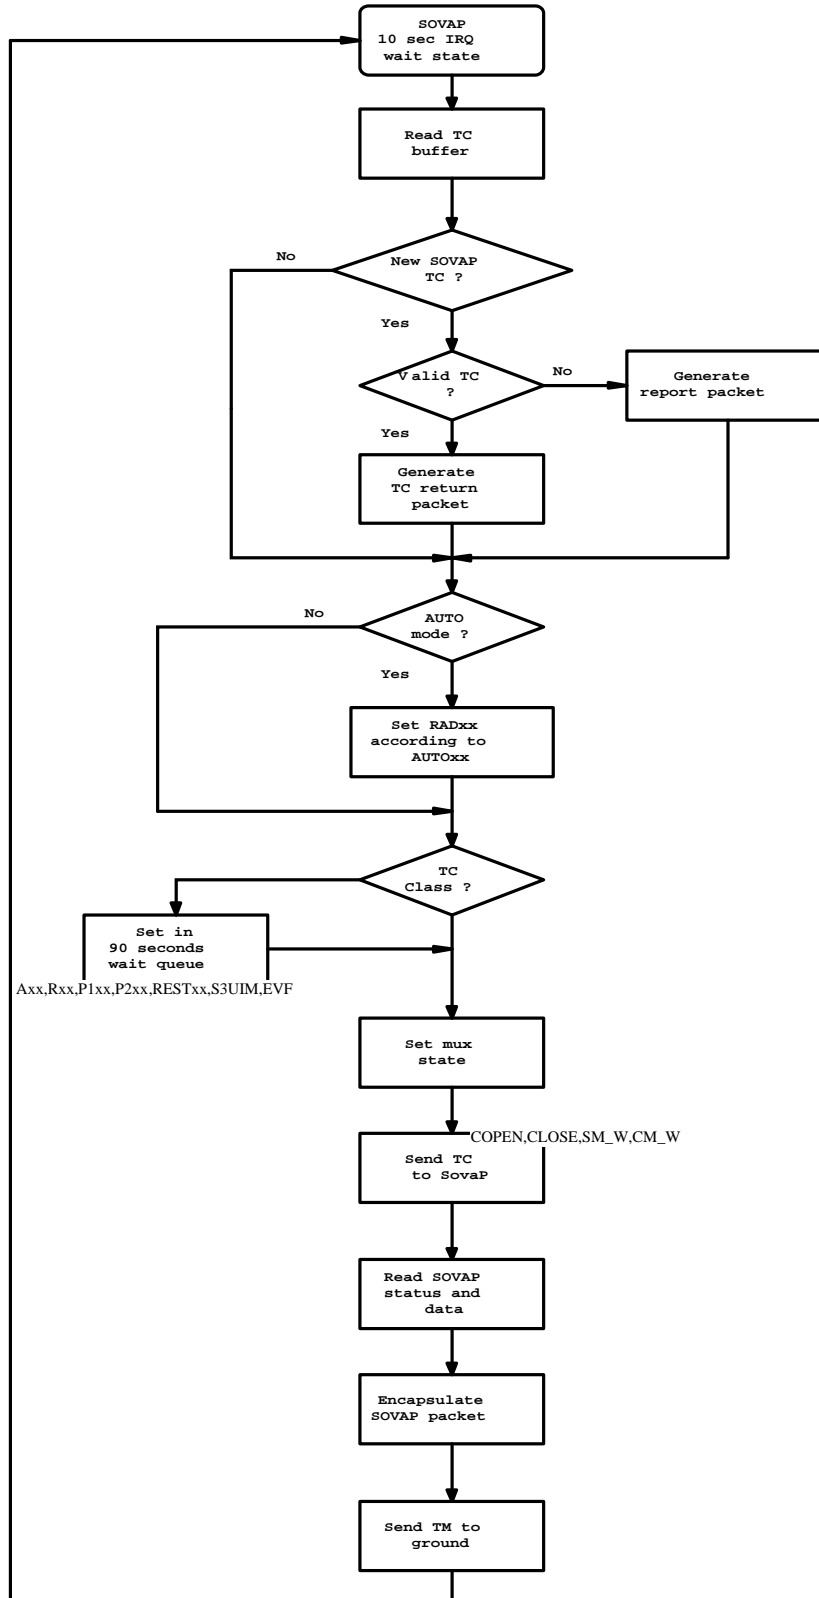 SOVAP
10 sec IRQ
wait state
Read TC
buffer
New SOVAP
TC ?
No
Yes
Valid TC
?
No
Generate
report packet
Yes
Generate
TC return
packet
AUTO
mode ?
No
Yes
Set RADxx
according to
AUTOxx
TC
Class ?
Set in
90 seconds
wait queue
Axx,Rxx,P1xx,P2xx,RESTxx,S3UIM,EVF
Set mux
state
COPEN,CLOSE,SM_W,CM_W
Send TC
to SovaP
Read SOVAP
status and
data
Encapsulate
SOVAP packet
Send TM to
ground